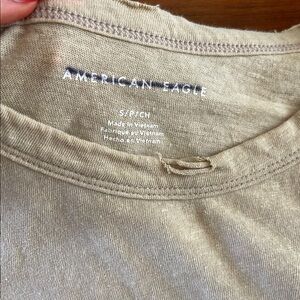 AMERICAN EAGLE
S/P/CH
Made in Vietnam
Fabriqué au Vietnam
Hecho en Vietnam